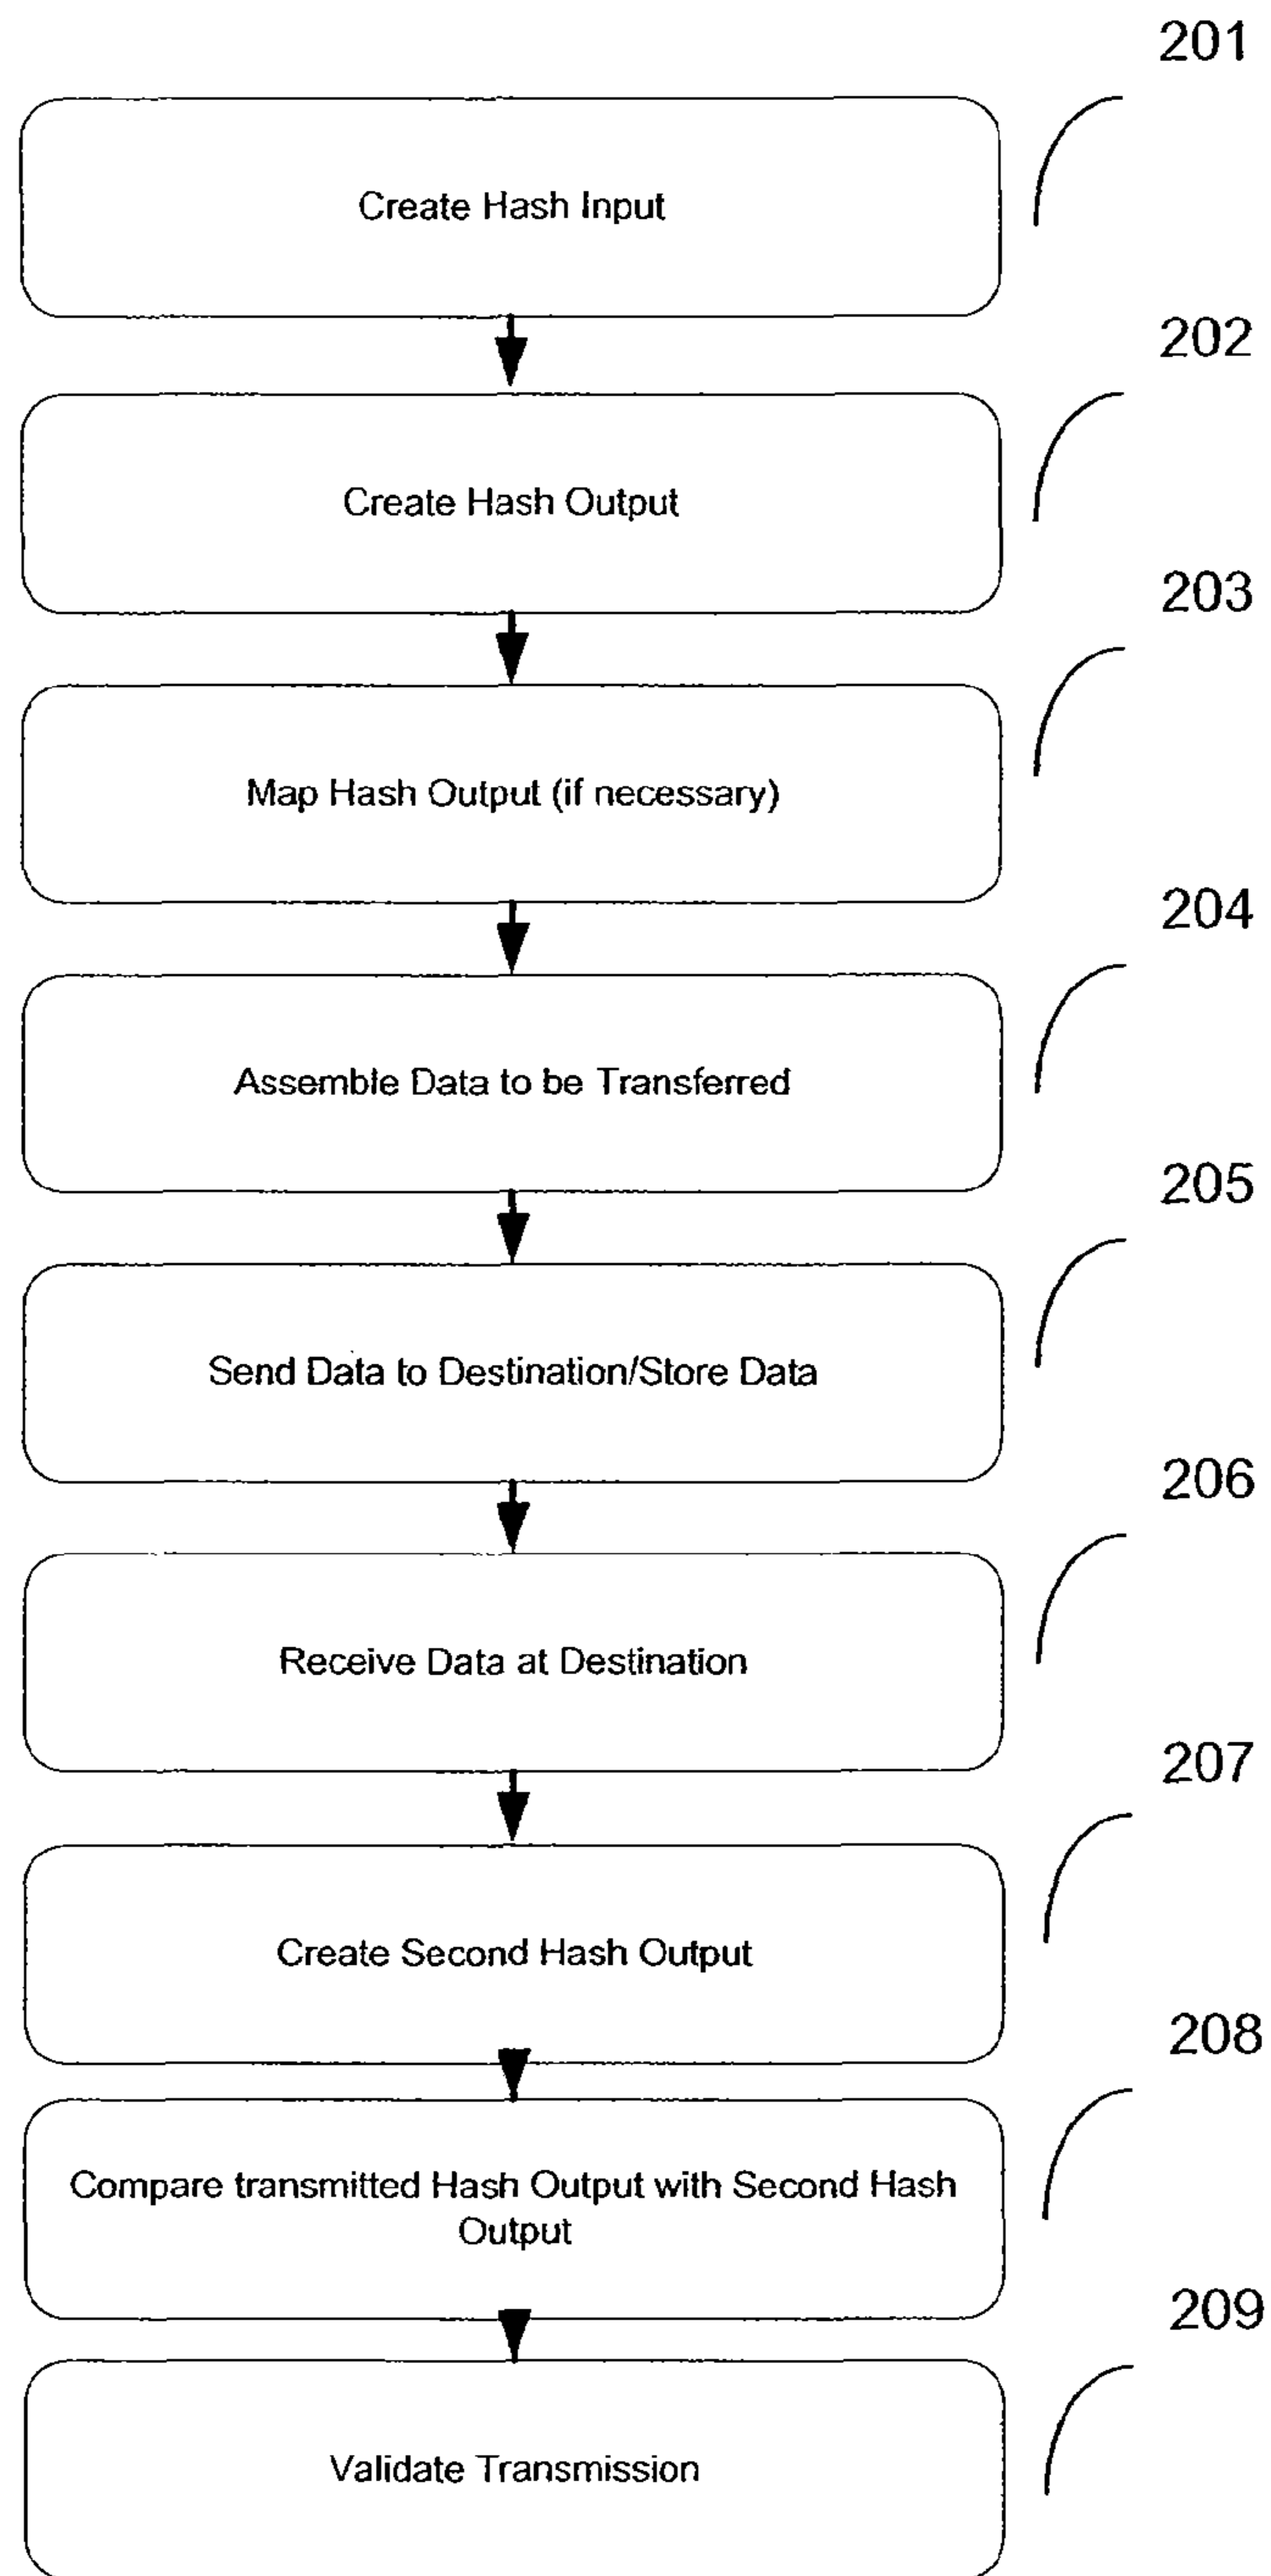 201
Create Hash Input
202
Create Hash Output
203
Map Hash Output (if necessary)
204
Assemble Data to be Transferred
205
Send Data to Destination/Store Data
206
Receive Data at Destination
207
Create Second Hash Output
208
Compare transmitted Hash Output with Second Hash
Output
209
Validate Transmission